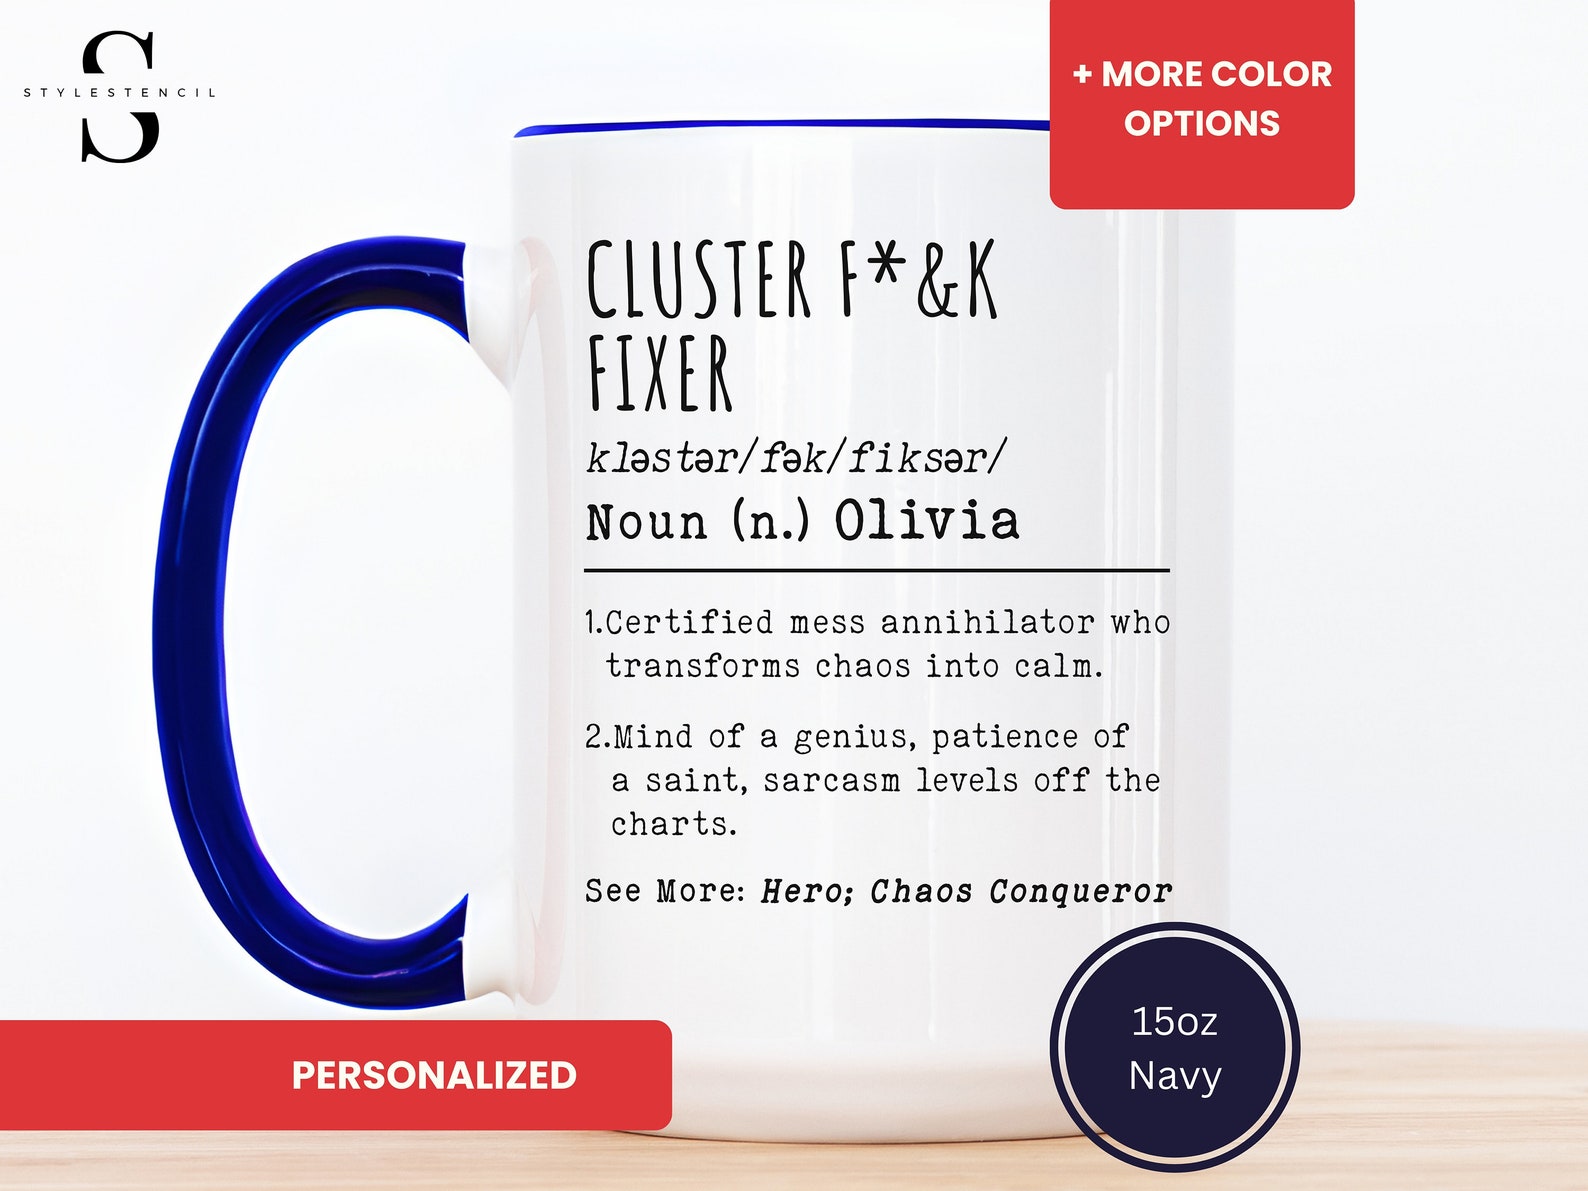 STYLESTENCIL
+ MORE COLOR
OPTIONS
CLUSTER F*&K
FIXER
kləstər/fək/fiksər/
Noun (n.) Olivia
1.Certified mess annihilator who
transforms chaos into calm.
2.Mind of a genius, patience of
a saint, sarcasm levels off the
charts.
See More: Hero; Chaos Conqueror
PERSONALIZED
15oz
Navy